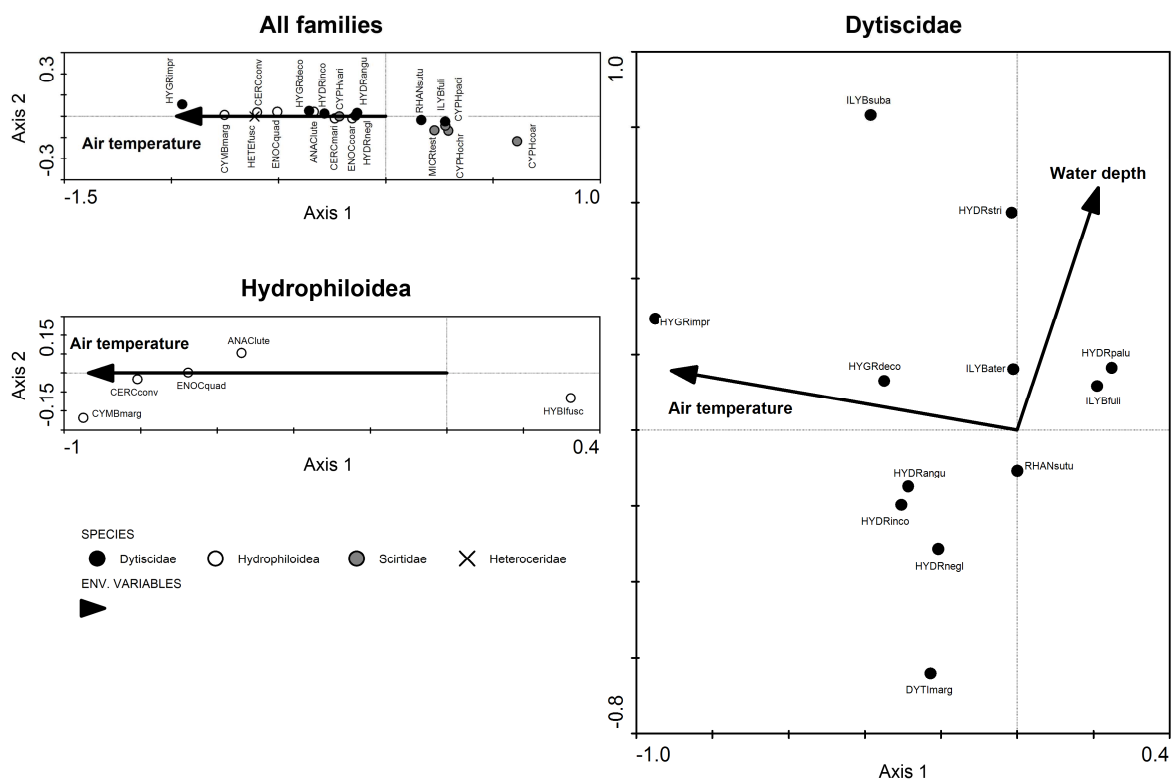 All families
0.3
Axis 2
-0.3
HYGRimpr
CERCconv
HYGRdeco
HYDRinco
CYPHvari
HYDRangu
RHANsutu
ILYBfuli
CYPHpadi
Air temperature
CYMBmarg
HETEfusc
ENOCquad
ANAClute
CERCmari
ENOCcoar
HYDRnegl
MICRtest
CYPHochr
CYPHcoar
-1.5
1.0
Axis 1
Hydrophiloidea
0.15
Axis 2
-0.15
Air temperature
ANAClute
CERCconv
ENOCquad
CYMBmarg
HYBIfusc
-1
0.4
Axis 1
SPECIES
Dytiscidae
Hydrophiloidea
Scirtidae
Heteroceridae
ENV. VARIABLES
Dytiscidae
1.0
ILYBsuba
Water depth
HYDRstri
HYGRimpr
HYGRdeco
ILYBater
HYDRpalu
ILYBfuli
Air temperature
RHANsutu
HYDRangu
HYDRinco
HYDRnegl
DYTImarg
-0.8
-1.0
0.4
Axis 1